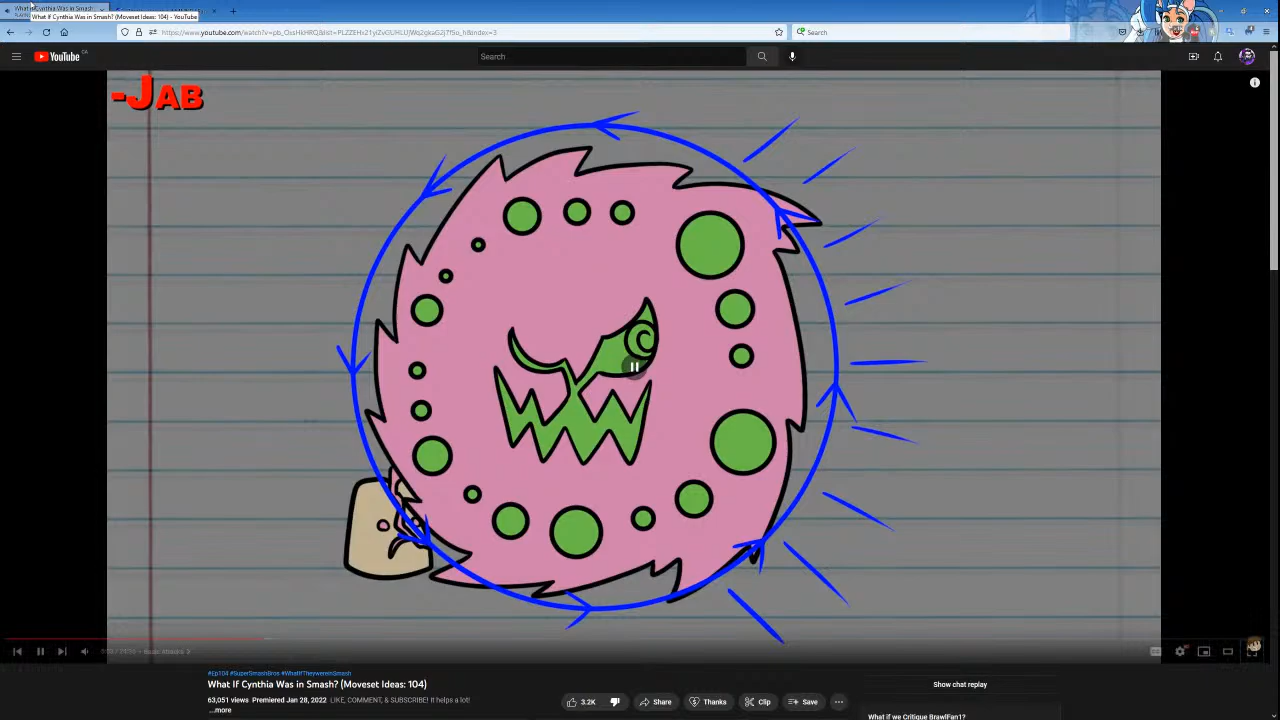 What If Cynthia Was in Smash? (Moveset Ideas: 104) - YouTube
Search
CA
YouTube
Search
-JAB
#Ep104 #SuperSmashBros #WhatIfTheywereInSmash
What If Cynthia Was in Smash? (Moveset Ideas: 104)
63,051 views Premiered Jan 28, 2022 LIKE, COMMENT, & SUBSCRIBE! It helps a lot!
...more
3.2K
Share
Thanks
Clip
Save
Show chat replay
What if we Critique BrawlFan1?